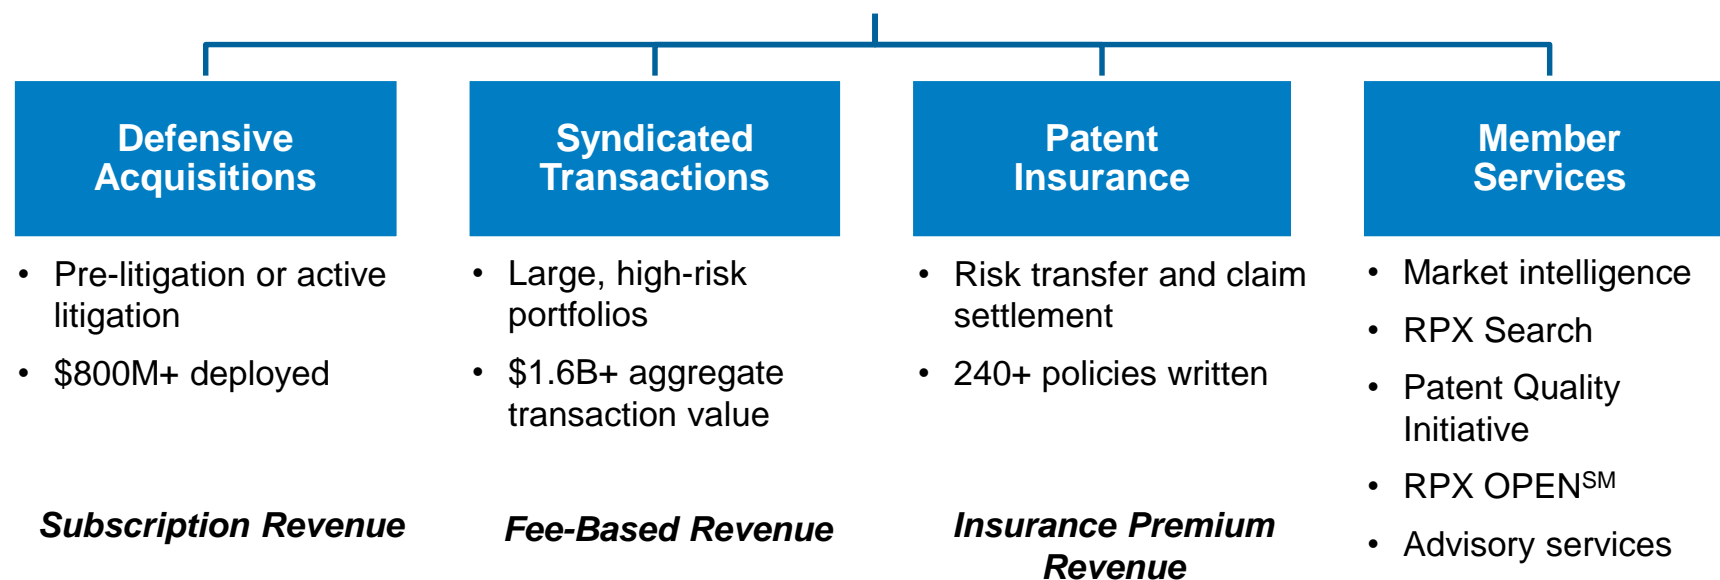 Defensive
Acquisitions
• Pre-litigation or active
litigation
• $800M+ deployed
Subscription Revenue
Syndicated
Transactions
• Large, high-risk
portfolios
• $1.6B+ aggregate
transaction value
Fee-Based Revenue
Patent
Insurance
• Risk transfer and claim
settlement
• 240+ policies written
Insurance Premium
Revenue
Member
Services
• Market intelligence
• RPX Search
• Patent Quality
Initiative
• RPX OPEN℠
• Advisory services